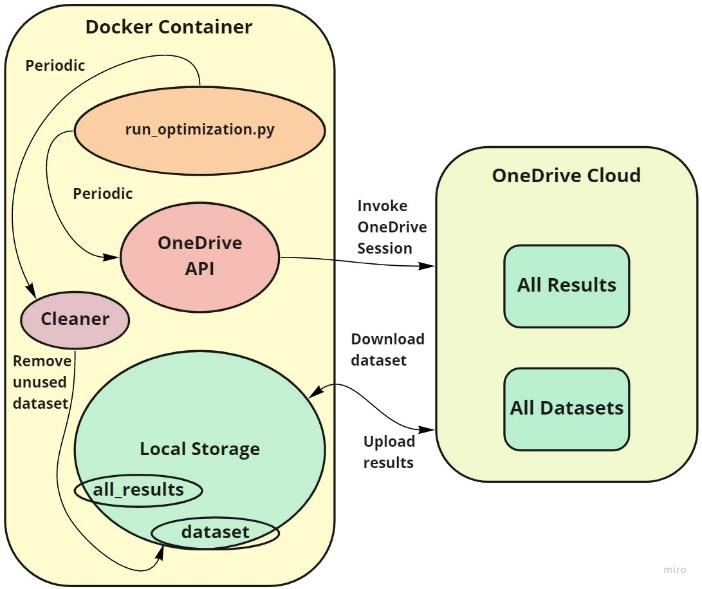 Docker Container
Periodic
run_optimization.py
Periodic
OneDrive
API
Cleaner
Remove
unused
dataset
Local Storage
all_results
dataset
Invoke
OneDrive
Session
Download
dataset
Upload
results
OneDrive Cloud
All Results
All Datasets
miro